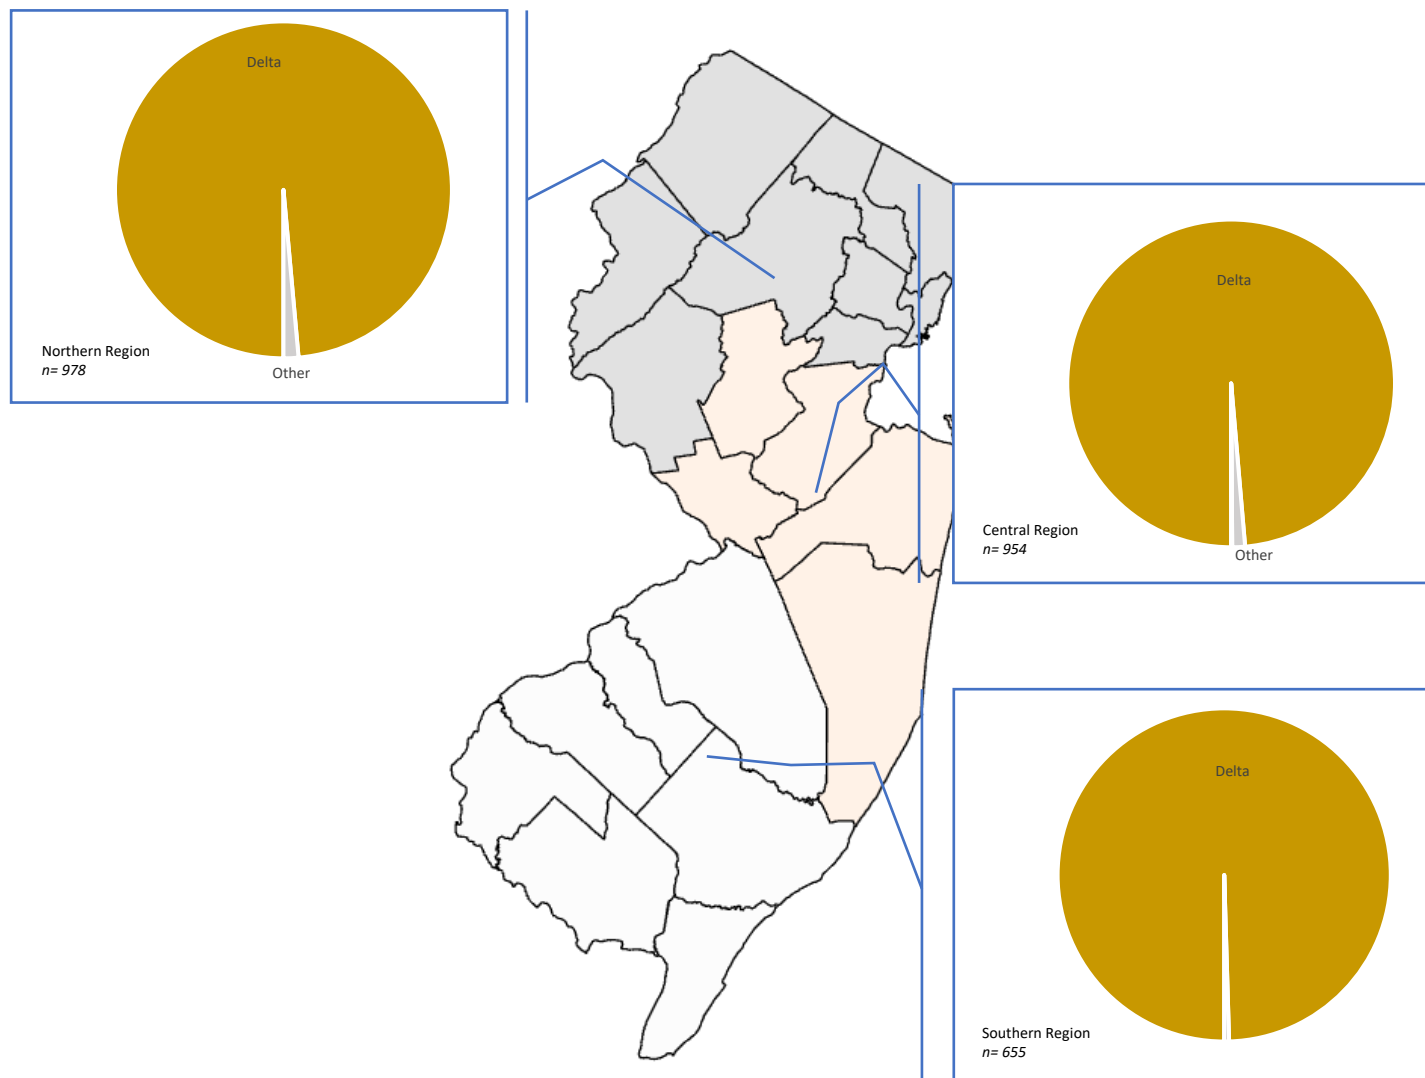 Delta
Northern Region
n= 978
Other
Delta
Central Region
n= 954
Other
Delta
Southern Region
n= 655